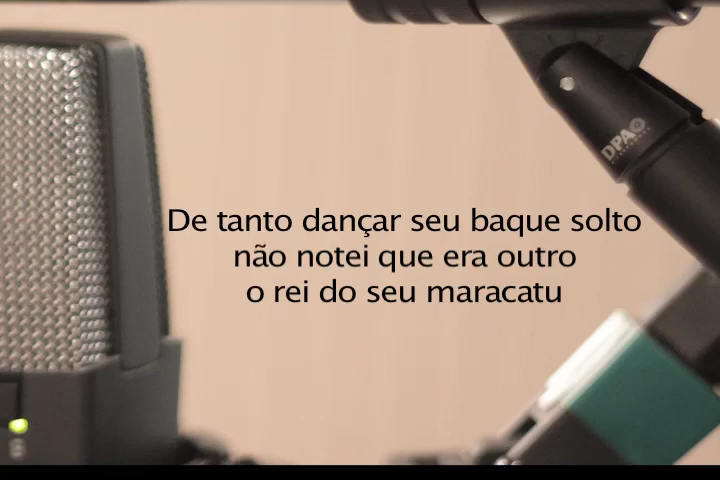 DPA
De tanto dançar seu baque solto
não notei que era outro
o rei do seu maracatu